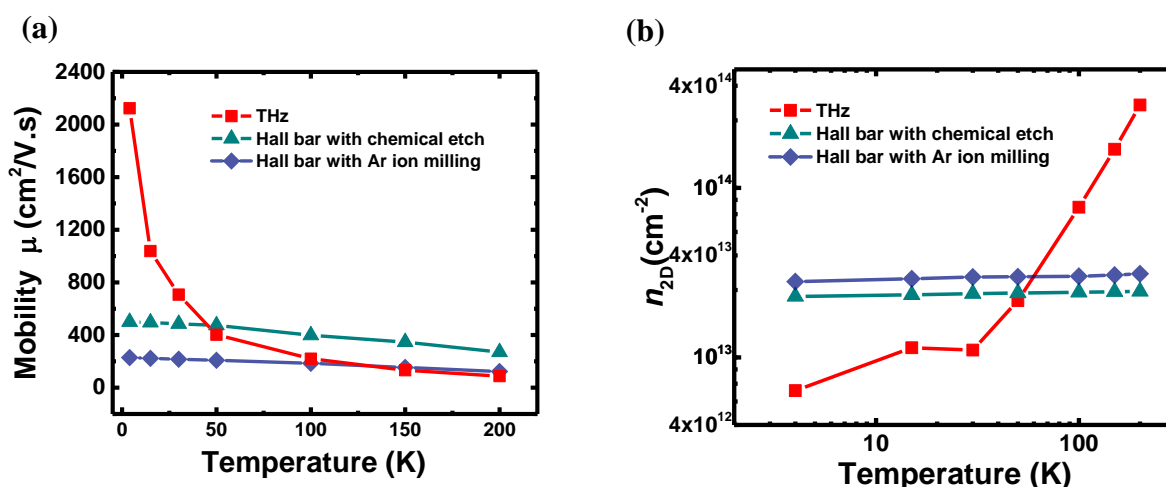 (a)
2400
2000
1600
1200
800
400
0
Mobility μ (cm²/V.s)
THz
Hall bar with chemical etch
Hall bar with Ar ion milling
0 50 100 150 200
Temperature (K)
(b)
4x10¹⁴
10¹⁴
4x10¹³
10¹³
4x10¹²
n2D(cm⁻²)
THz
Hall bar with chemical etch
Hall bar with Ar ion milling
10 100
Temperature (K)